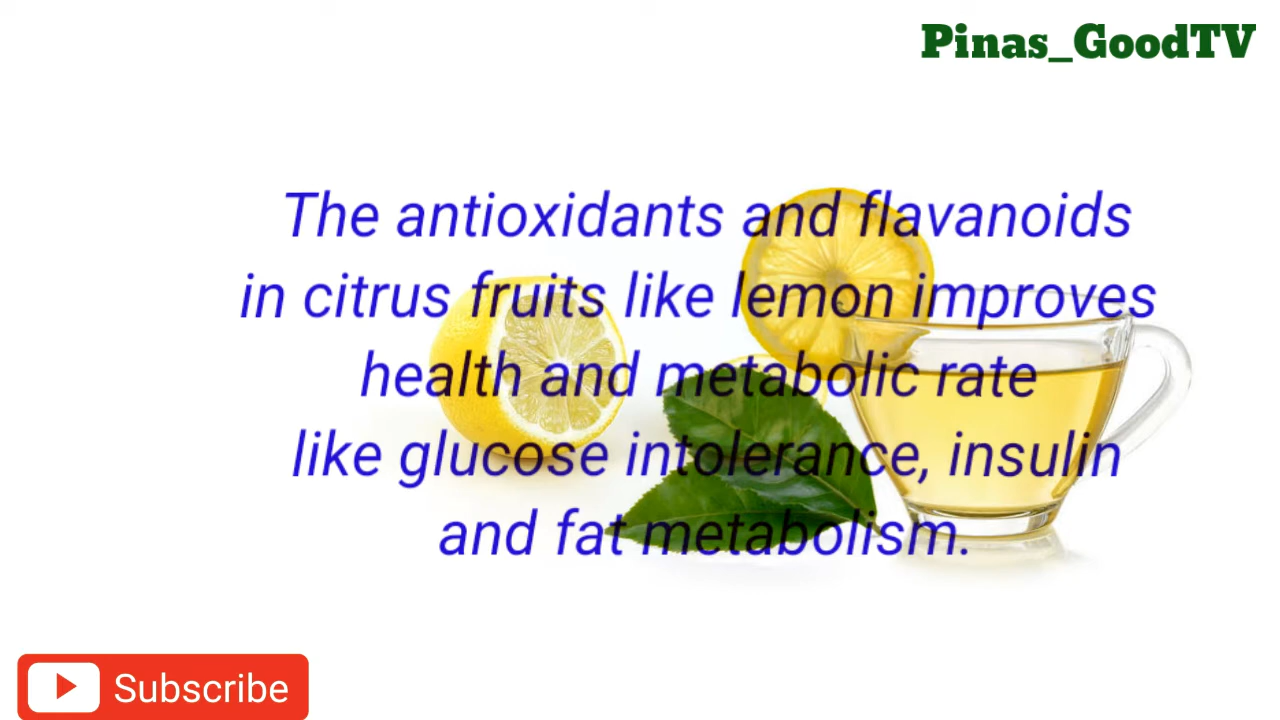 Pinas_GoodTV
The antioxidants and flavanoids
in citrus fruits like lemon improves
health and metabolic rate
like glucose intolerance, insulin
and fat metabolism.
Subscribe